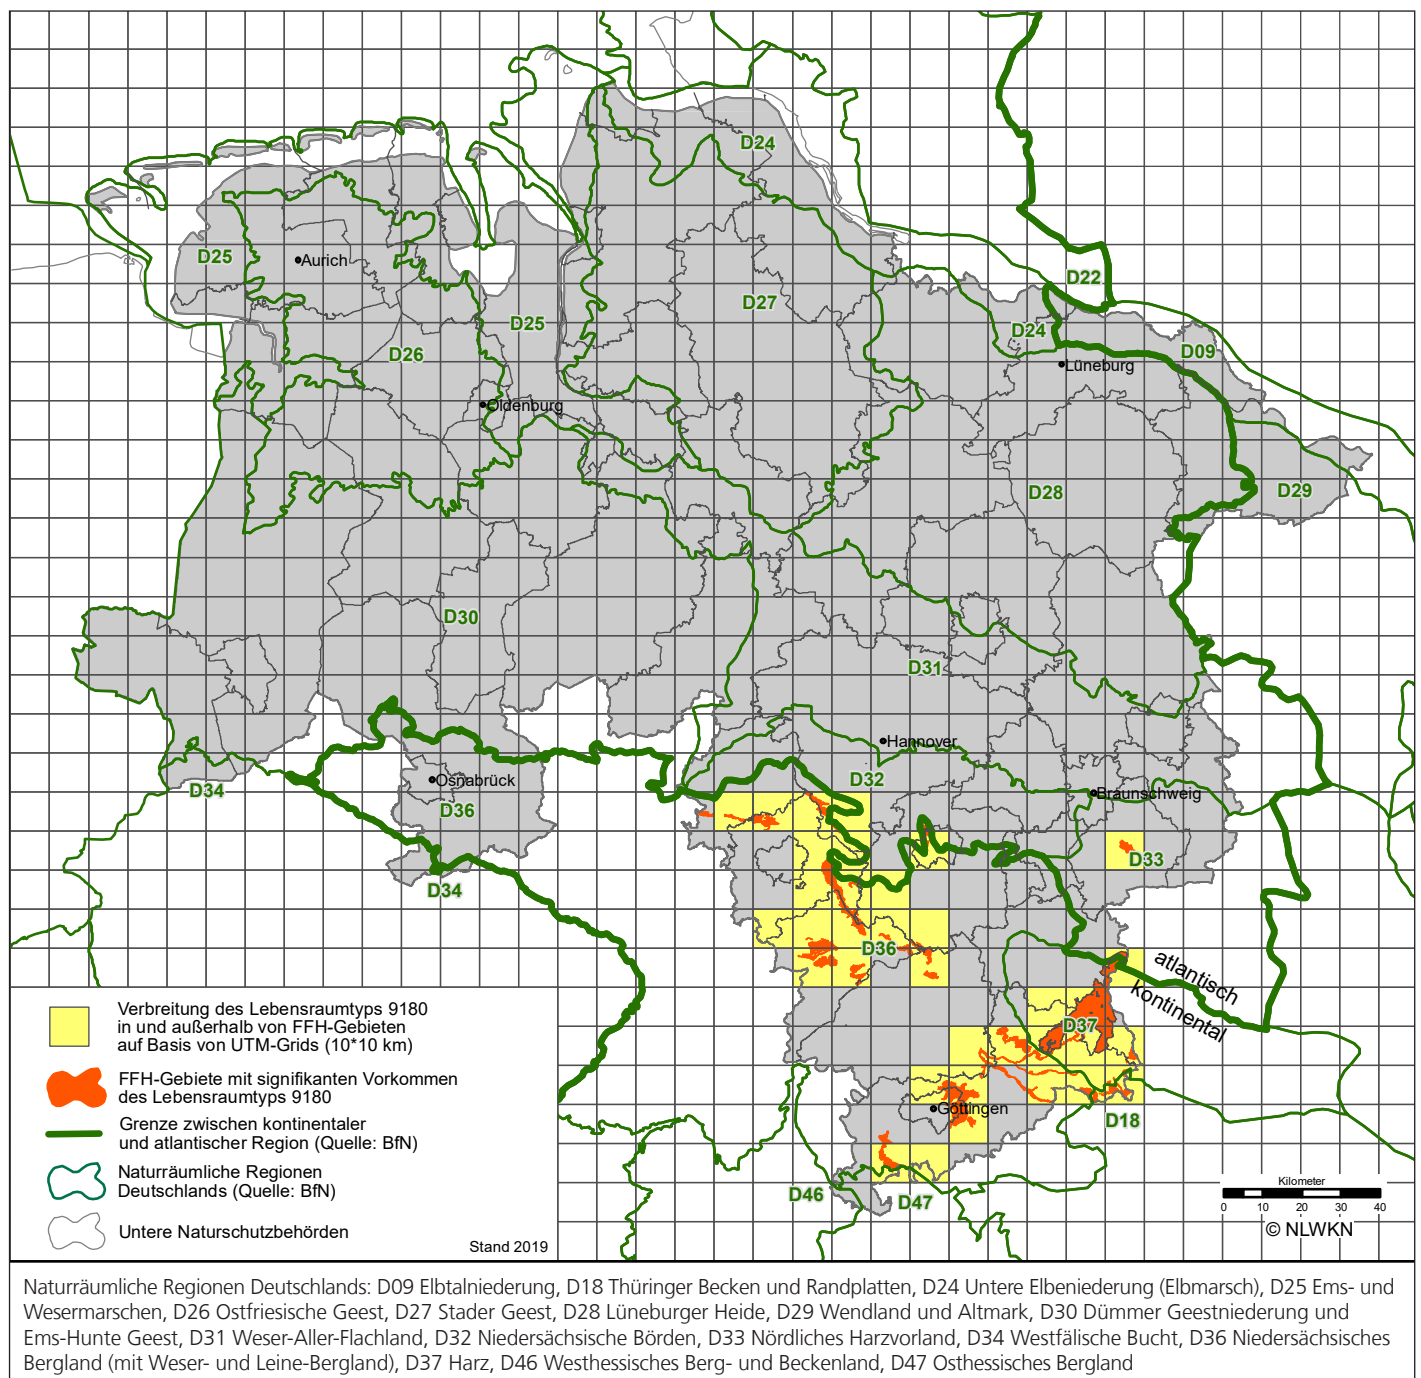 D24
D25
Aurich
D22
D27
D25
D24
D26
D09
Lüneburg
Oldenburg
D28
D29
D30
D31
Hannover
D32
Osnabrück
D34
D36
Braunschweig
D33
D34
D36
atlantisch
kontinental
D37
Göttingen
D18
D46
D47
Verbreitung des Lebensraumtyps 9180
in und außerhalb von FFH-Gebieten
auf Basis von UTM-Grids (10*10 km)
FFH-Gebiete mit signifikanten Vorkommen
des Lebensraumtyps 9180
Grenze zwischen kontinentaler
und atlantischer Region (Quelle: BfN)
Naturräumliche Regionen
Deutschlands (Quelle: BfN)
Untere Naturschutzbehörden
Stand 2019
Kilometer
0 10 20 30 40
© NLWKN
Naturräumliche Regionen Deutschlands: D09 Elbtalniederung, D18 Thüringer Becken und Randplatten, D24 Untere Elbeniederung (Elbmarsch), D25 Ems- und
Wesermarschen, D26 Ostfriesische Geest, D27 Stader Geest, D28 Lüneburger Heide, D29 Wendland und Altmark, D30 Dümmer Geestniederung und
Ems-Hunte Geest, D31 Weser-Aller-Flachland, D32 Niedersächsische Börden, D33 Nördliches Harzvorland, D34 Westfälische Bucht, D36 Niedersächsisches
Bergland (mit Weser- und Leine-Bergland), D37 Harz, D46 Westhessisches Berg- und Beckenland, D47 Osthessisches Bergland